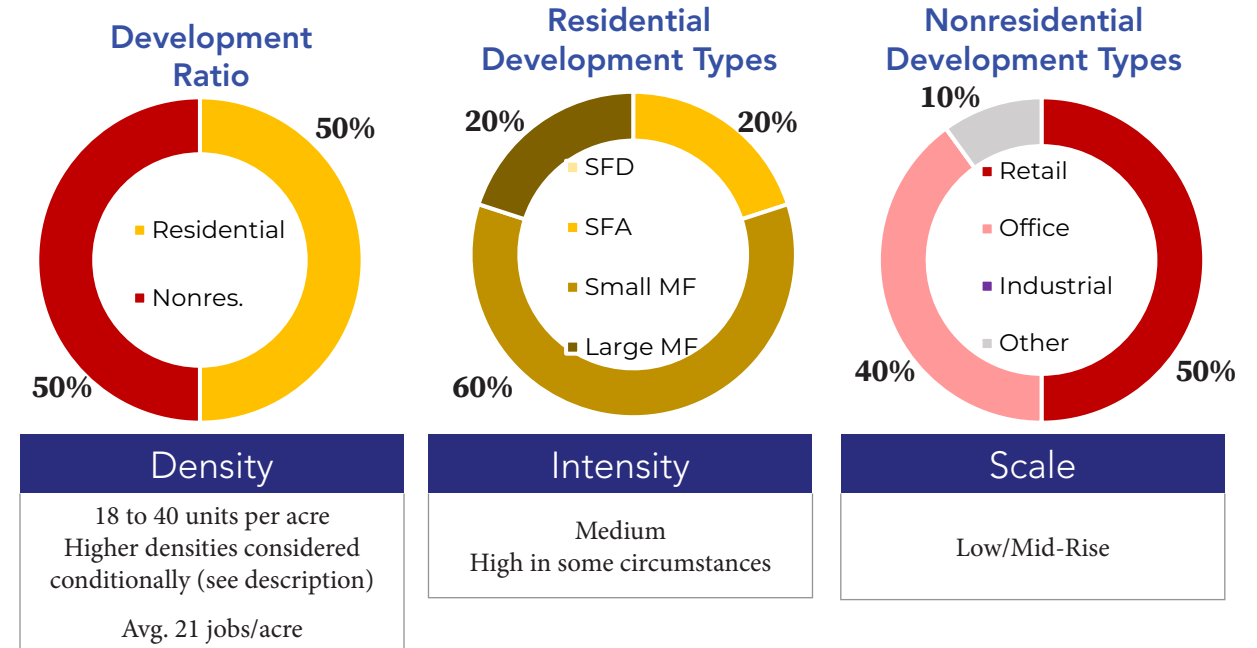 Development
Ratio
50%
Residential
Nonres.
50%
Residential
Development Types
20%
20%
SFD
SFA
Small MF
Large MF
60%
Nonresidential
Development Types
10%
Retail
Office
Industrial
Other
40%
50%
Density
18 to 40 units per acre
Higher densities considered
conditionally (see description)
Avg. 21 jobs/acre
Intensity
Medium
High in some circumstances
Scale
Low/Mid-Rise